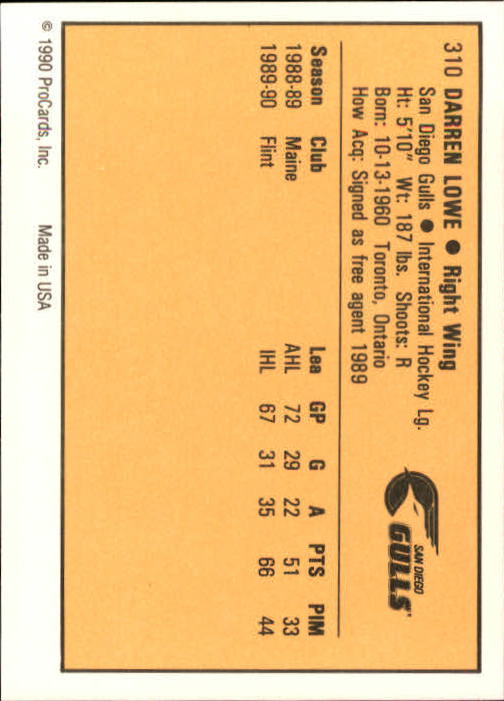 310 DARREN LOWE ● Right Wing
San Diego Gulls ● International Hockey Lg.
Ht: 5'10" Wt: 187 lbs. Shoots: R
Born: 10-13-1960 Toronto, Ontario
How Acq: Signed as free agent 1989
SAN DIEGO
GULLS
Season Club Lea GP G A PTS PIM
1988-89 Maine AHL 72 29 22 51 33
1989-90 Flint IHL 67 31 35 66 44
© 1990 ProCards, Inc. Made in USA